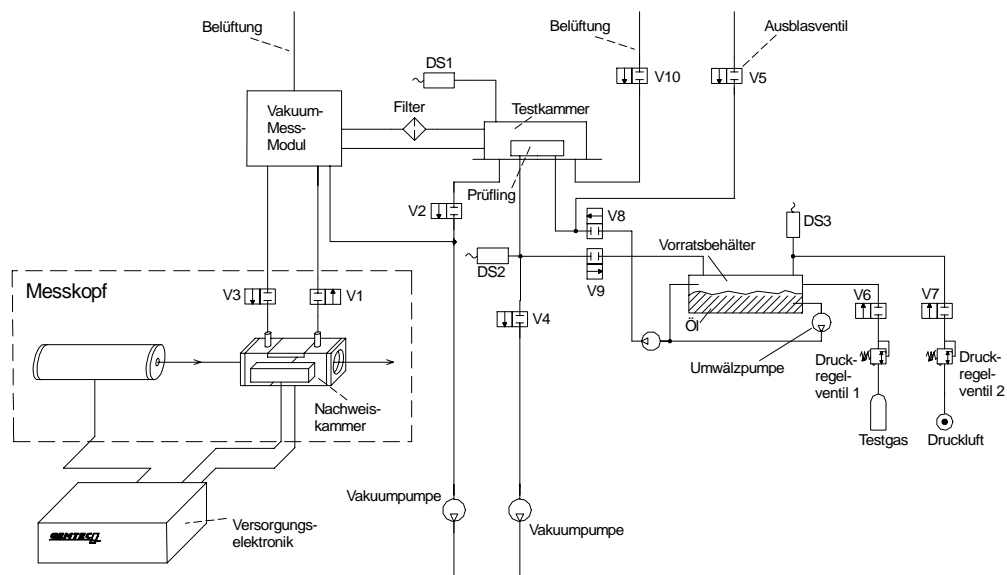 Belüftung
Belüftung
Ausblasventil
DS1
V10
V5
Vakuum-
Mess-
Modul
Filter
Testkammer
Prüfling
V2
V8
DS3
DS2
V9
Vorratsbehälter
Messkopf
V3
V1
V4
Öl
V6
V7
Umwälzpumpe
Druck-
regel-
ventil 1
Druck-
regel-
ventil 2
Nachweis-
kammer
Testgas
Druckluft
Vakuumpumpe
Vakuumpumpe
Versorgungs-
elektronik